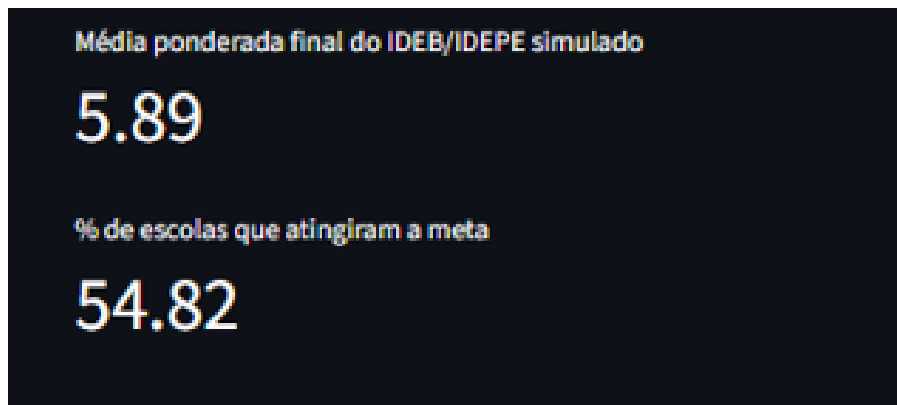 Média ponderada final do IDEB/IDEPE simulado
5.89
% de escolas que atingiram a meta
54.82